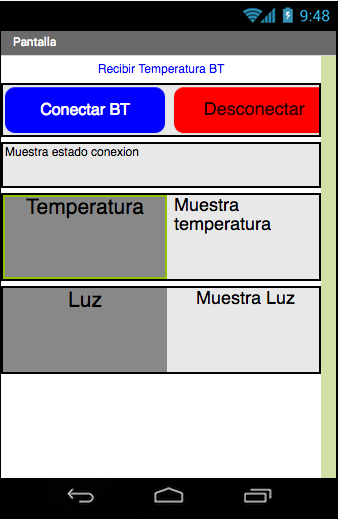 9:48
Pantalla
Recibir Temperatura BT
Conectar BT
Desconectar
Muestra estado conexion
Temperatura
Muestra
temperatura
Luz
Muestra Luz